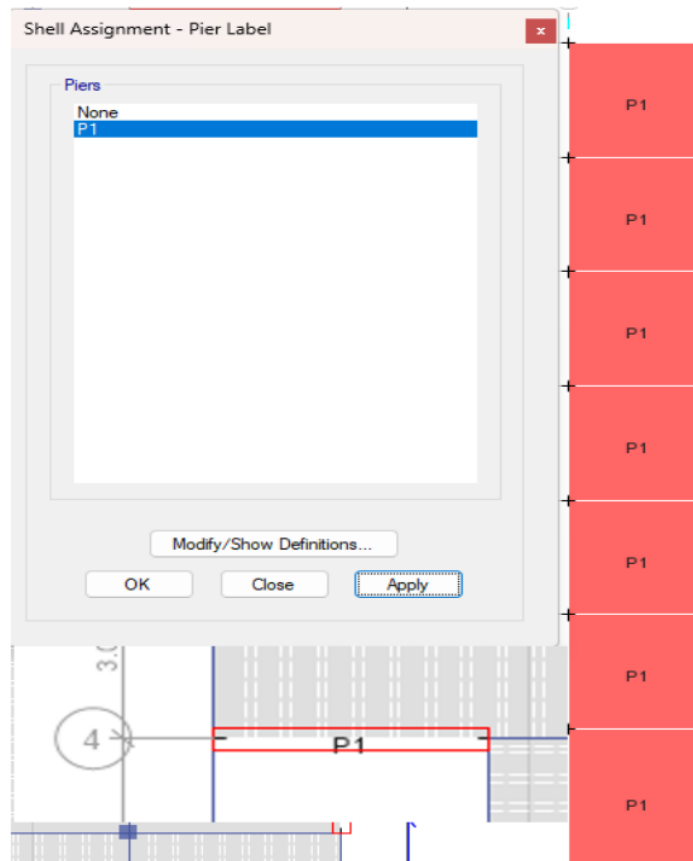 Shell Assignment - Pier Label
x
Piers
None
P1
Modify/Show Definitions...
OK Close Apply
P1
P1
P1
P1
P1
P1
P1
4
P1